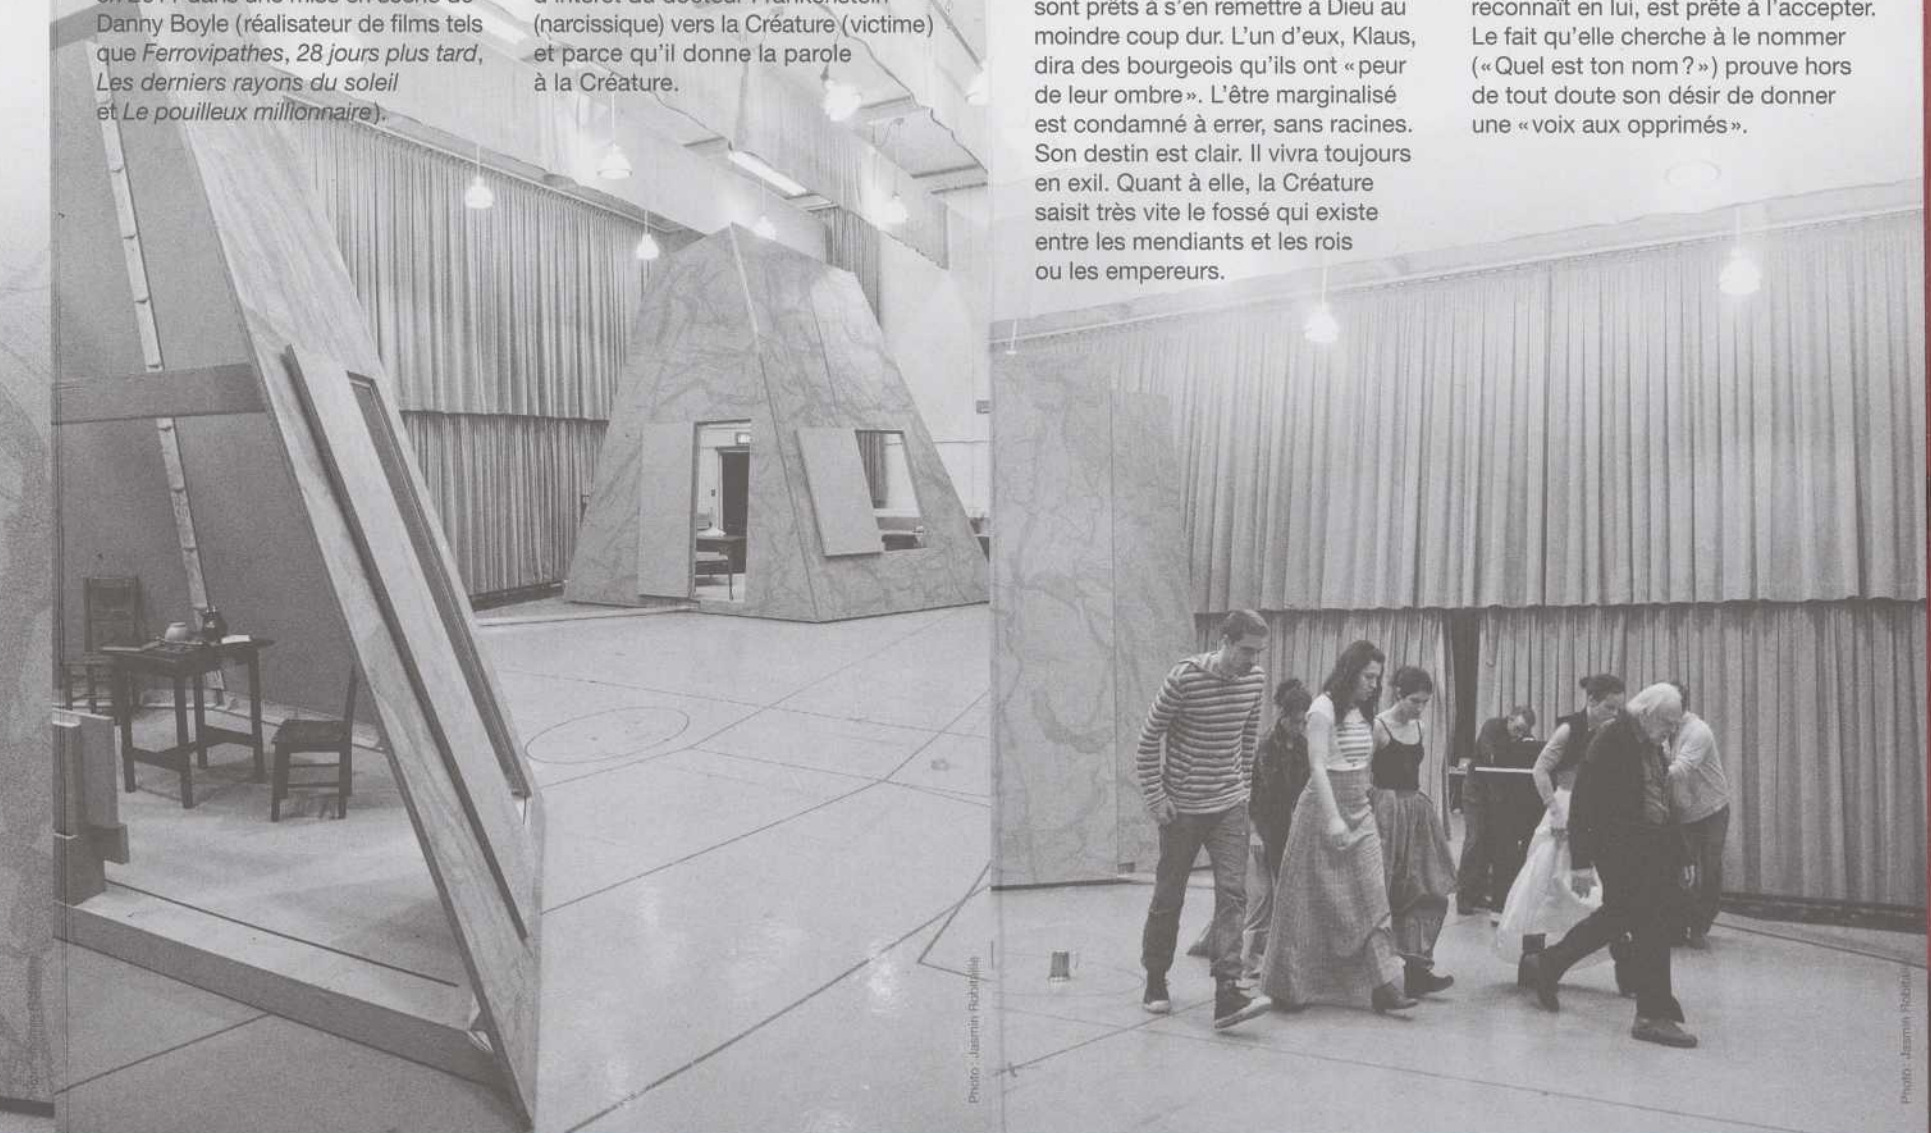 Danny Boyle (réalisateur de films tels
que Ferrovipathes, 28 jours plus tard,
Les derniers rayons du soleil
et Le pouilleux millionnaire).
(narcissique) vers la Créature (victime)
et parce qu'il donne la parole
à la Créature.
sont prêts à s'en remettre à Dieu au
moindre coup dur. L'un d'eux, Klaus,
dira des bourgeois qu'ils ont «peur
de leur ombre». L'être marginalisé
est condamné à errer, sans racines.
Son destin est clair. Il vivra toujours
en exil. Quant à elle, la Créature
saisit très vite le fossé qui existe
entre les mendiants et les rois
ou les empereurs.
reconnaît en lui, est prête à l'accepter.
Le fait qu'elle cherche à le nommer
(«Quel est ton nom?») prouve hors
de tout doute son désir de donner
une «voix aux opprimés».
Photo : Jasmin Robitaille
Photo : Jasmin Robitaille